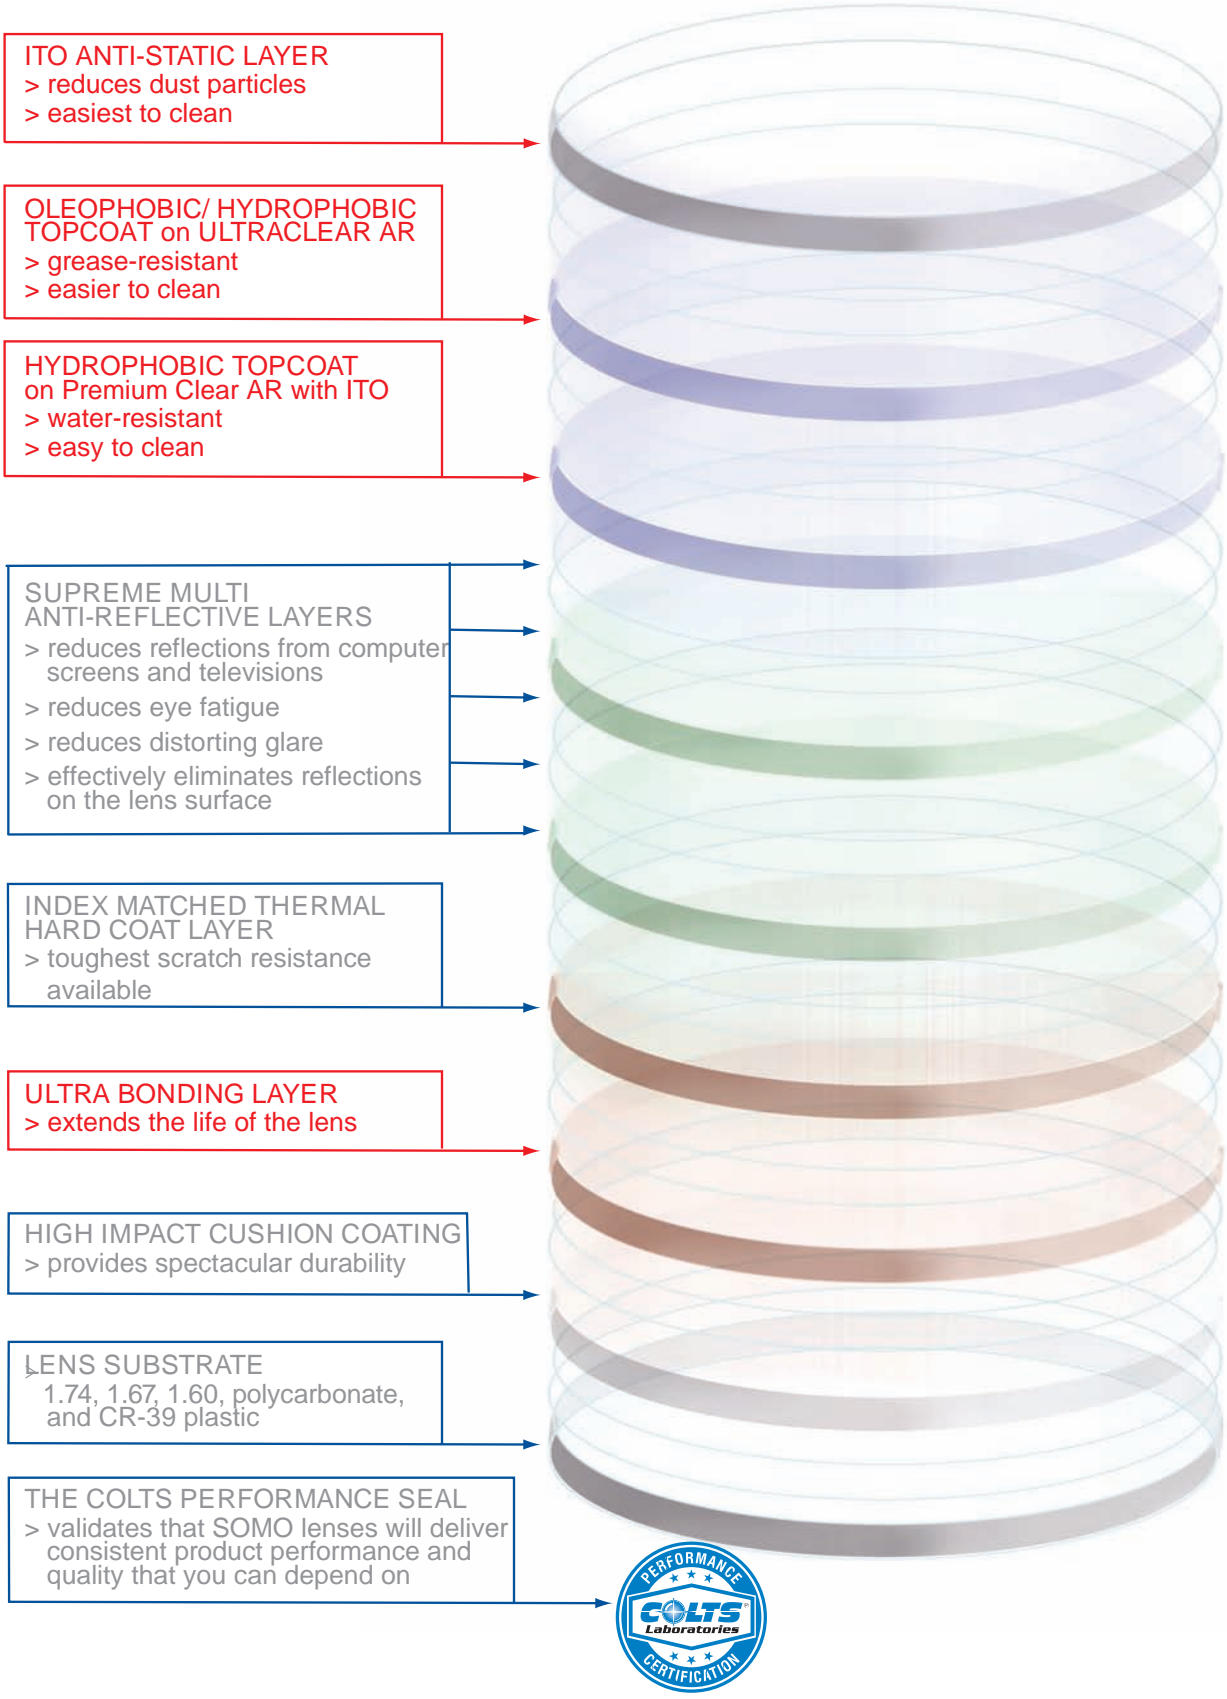 ITO ANTI-STATIC LAYER
> reduces dust particles
> easiest to clean
OLEOPHOBIC/ HYDROPHOBIC
TOPCOAT on ULTRACLEAR AR
> grease-resistant
> easier to clean
HYDROPHOBIC TOPCOAT
on Premium Clear AR with ITO
> water-resistant
> easy to clean
SUPREME MULTI
ANTI-REFLECTIVE LAYERS
> reduces reflections from computer
screens and televisions
> reduces eye fatigue
> reduces distorting glare
> effectively eliminates reflections
on the lens surface
INDEX MATCHED THERMAL
HARD COAT LAYER
> toughest scratch resistance
available
ULTRA BONDING LAYER
> extends the life of the lens
HIGH IMPACT CUSHION COATING
> provides spectacular durability
LENS SUBSTRATE
> 1.74, 1.67, 1.60, polycarbonate,
and CR-39 plastic
THE COLTS PERFORMANCE SEAL
> validates that SOMO lenses will deliver
consistent product performance and
quality that you can depend on
PERFORMANCE
COLTS
Laboratories
CERTIFICATION